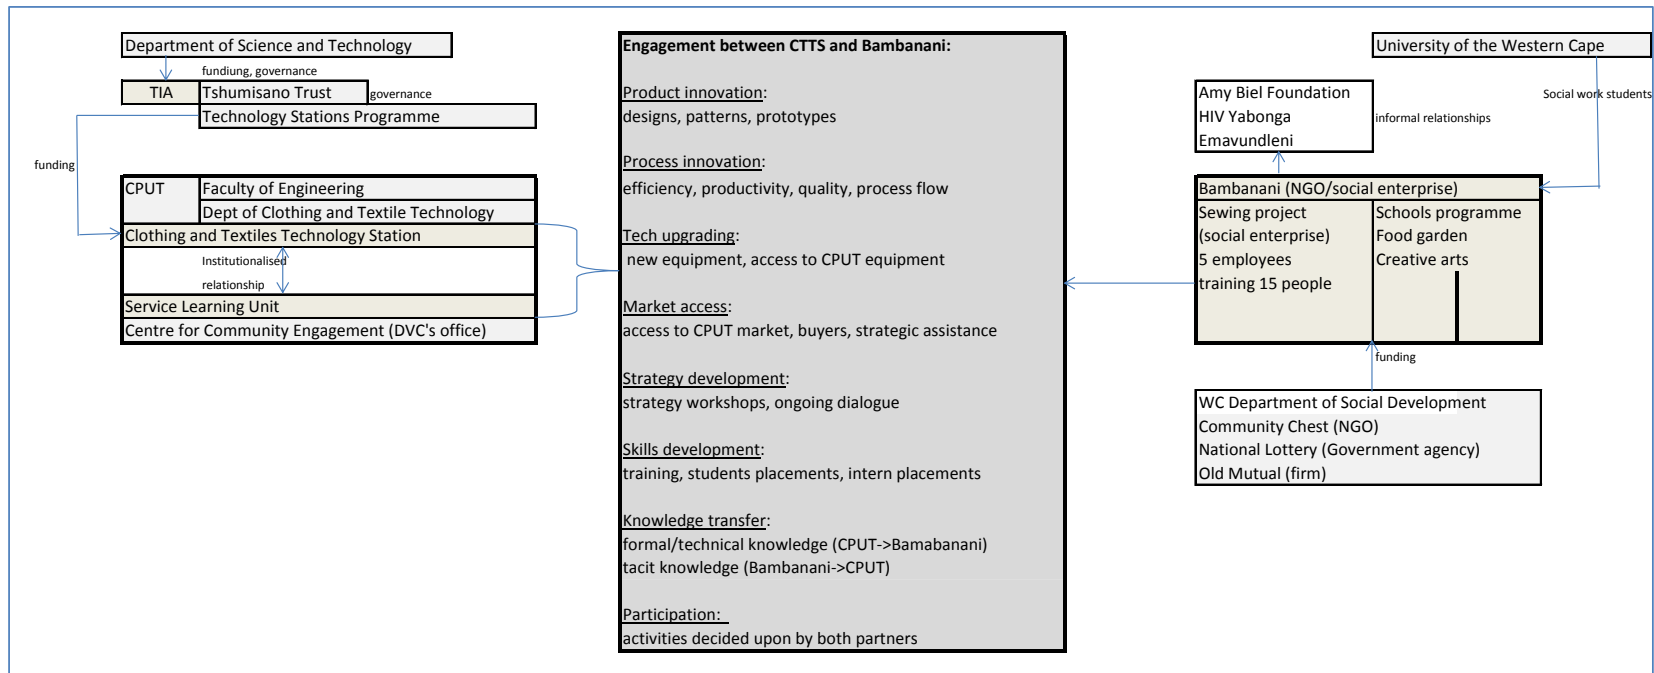 Department of Science and Technology
fundiung, governance
TIA
Tshumisano Trust
governance
Technology Stations Programme
funding
CPUT
Faculty of Engineering
Dept of Clothing and Textile Technology
Clothing and Textiles Technology Station
Institutionalised
relationship
Service Learning Unit
Centre for Community Engagement (DVC's office)
Engagement between CTTS and Bambanani:
Product innovation:
designs, patterns, prototypes
Process innovation:
efficiency, productivity, quality, process flow
Tech upgrading:
new equipment, access to CPUT equipment
Market access:
access to CPUT market, buyers, strategic assistance
Strategy development:
strategy workshops, ongoing dialogue
Skills development:
training, students placements, intern placements
Knowledge transfer:
formal/technical knowledge (CPUT->Bamabanani)
tacit knowledge (Bambanani->CPUT)
Participation:
activities decided upon by both partners
University of the Western Cape
Social work students
Amy Biel Foundation
HIV Yabonga
Emavundleni
informal relationships
Bambanani (NGO/social enterprise)
Sewing project
(social enterprise)
5 employees
training 15 people
Schools programme
Food garden
Creative arts
funding
WC Department of Social Development
Community Chest (NGO)
National Lottery (Government agency)
Old Mutual (firm)